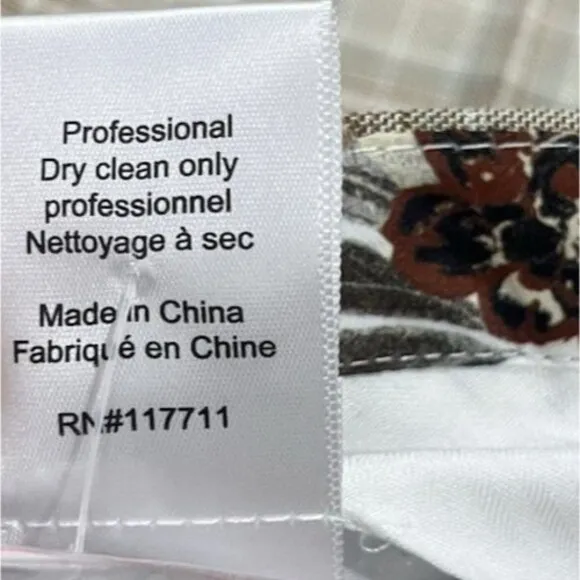 Professional
Dry clean only
professionnel
Nettoyage à sec
Made in China
Fabriqué en Chine
RN#117711